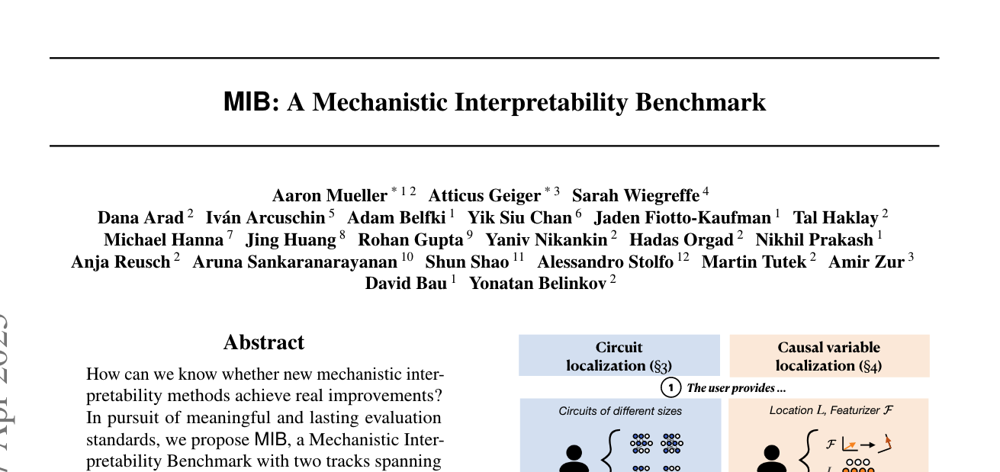 MIB: A Mechanistic Interpretability Benchmark
Aaron Mueller * 1 2 Atticus Geiger * 3 Sarah Wiegreffe 4
Dana Arad 2 Iván Arcuschin 5 Adam Belfki 1 Yik Siu Chan 6 Jaden Fiotto-Kaufman 1 Tal Haklay 2
Michael Hanna 7 Jing Huang 8 Rohan Gupta 9 Yaniv Nikankin 2 Hadas Orgad 2 Nikhil Prakash 1
Anja Reusch 2 Aruna Sankaranarayanan 10 Shun Shao 11 Alessandro Stolfo 12 Martin Tutek 2 Amir Zur 3
David Bau 1 Yonatan Belinkov 2
Abstract
How can we know whether new mechanistic inter-
pretability methods achieve real improvements?
In pursuit of meaningful and lasting evaluation
standards, we propose MIB, a Mechanistic Inter-
pretability Benchmark with two tracks spanning
Circuit
localization (§3)
Causal variable
localization (§4)
1 The user provides ...
Circuits of different sizes
Location L, Featurizer F
F
Apr 2025